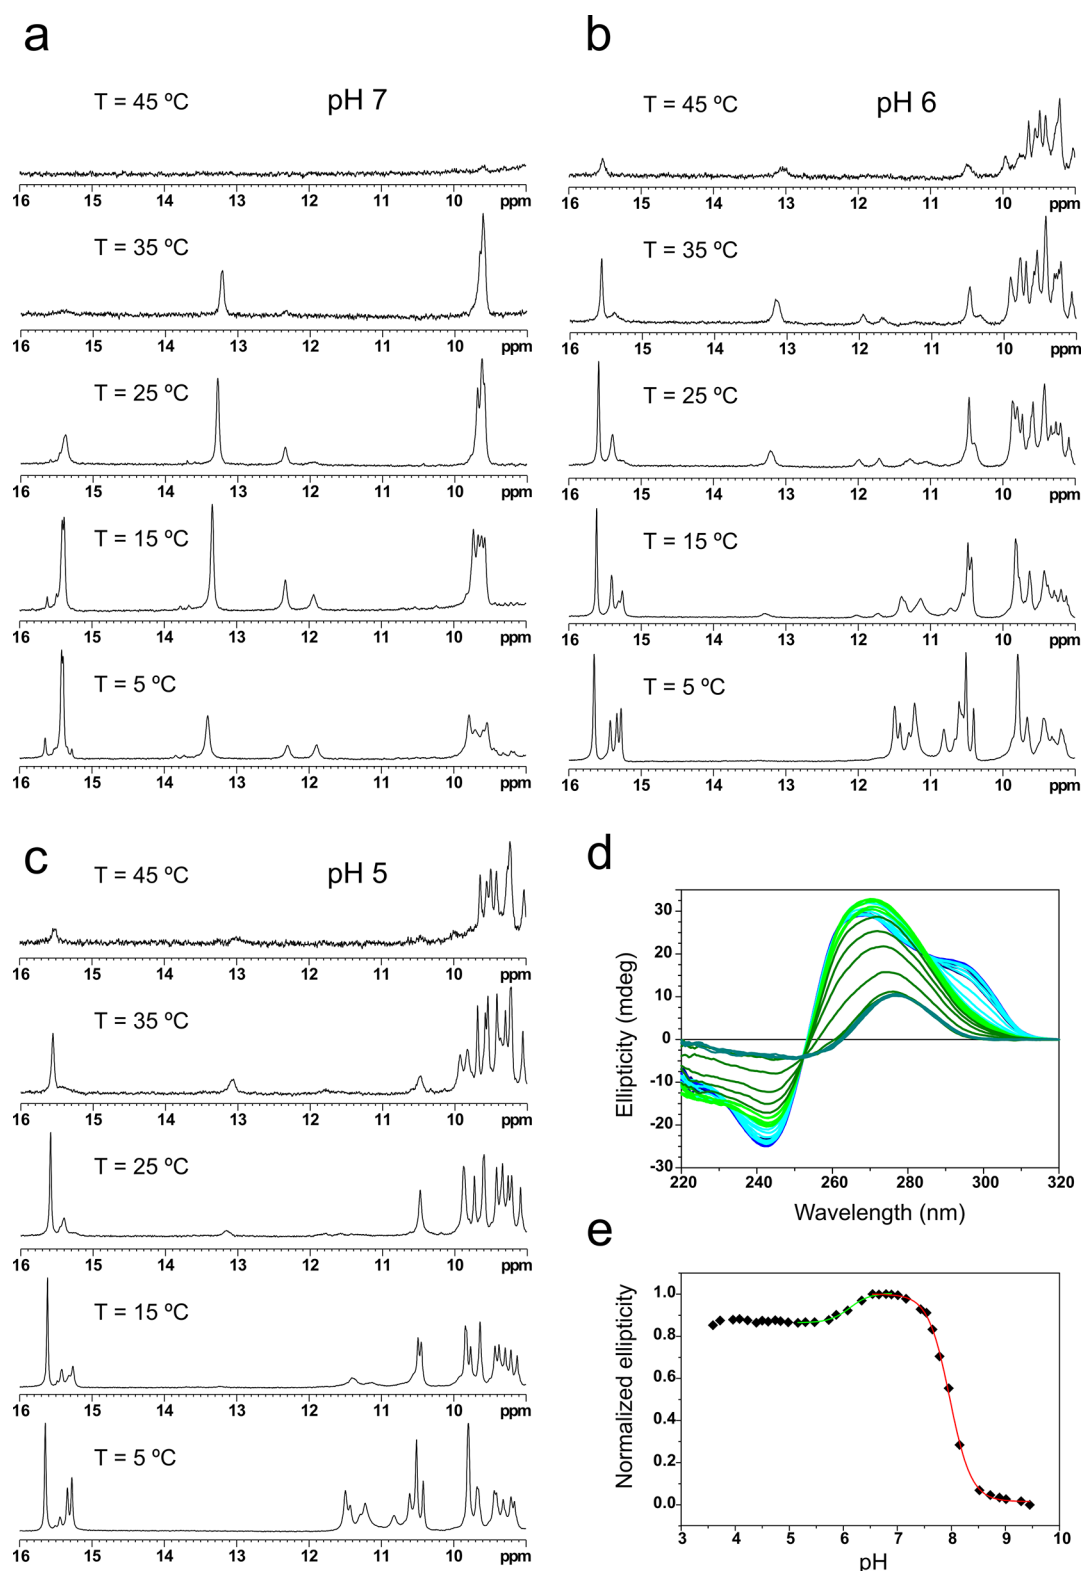 a
T = 45 ºC
pH 7
16 15 14 13 12 11 10 ppm
T = 35 ºC
16 15 14 13 12 11 10 ppm
T = 25 ºC
16 15 14 13 12 11 10 ppm
T = 15 ºC
16 15 14 13 12 11 10 ppm
T = 5 ºC
16 15 14 13 12 11 10 ppm
b
T = 45 ºC
pH 6
16 15 14 13 12 11 10 ppm
T = 35 ºC
16 15 14 13 12 11 10 ppm
T = 25 ºC
16 15 14 13 12 11 10 ppm
T = 15 ºC
16 15 14 13 12 11 10 ppm
T = 5 ºC
16 15 14 13 12 11 10 ppm
c
T = 45 ºC
pH 5
16 15 14 13 12 11 10 ppm
T = 35 ºC
16 15 14 13 12 11 10 ppm
T = 25 ºC
16 15 14 13 12 11 10 ppm
T = 15 ºC
16 15 14 13 12 11 10 ppm
T = 5 ºC
16 15 14 13 12 11 10 ppm
d
Ellipticity (mdeg)
30
20
10
0
-10
-20
-30
220 240 260 280 300 320
Wavelength (nm)
e
Normalized ellipticity
1.0
0.8
0.6
0.4
0.2
0.0
3 4 5 6 7 8 9 10
pH